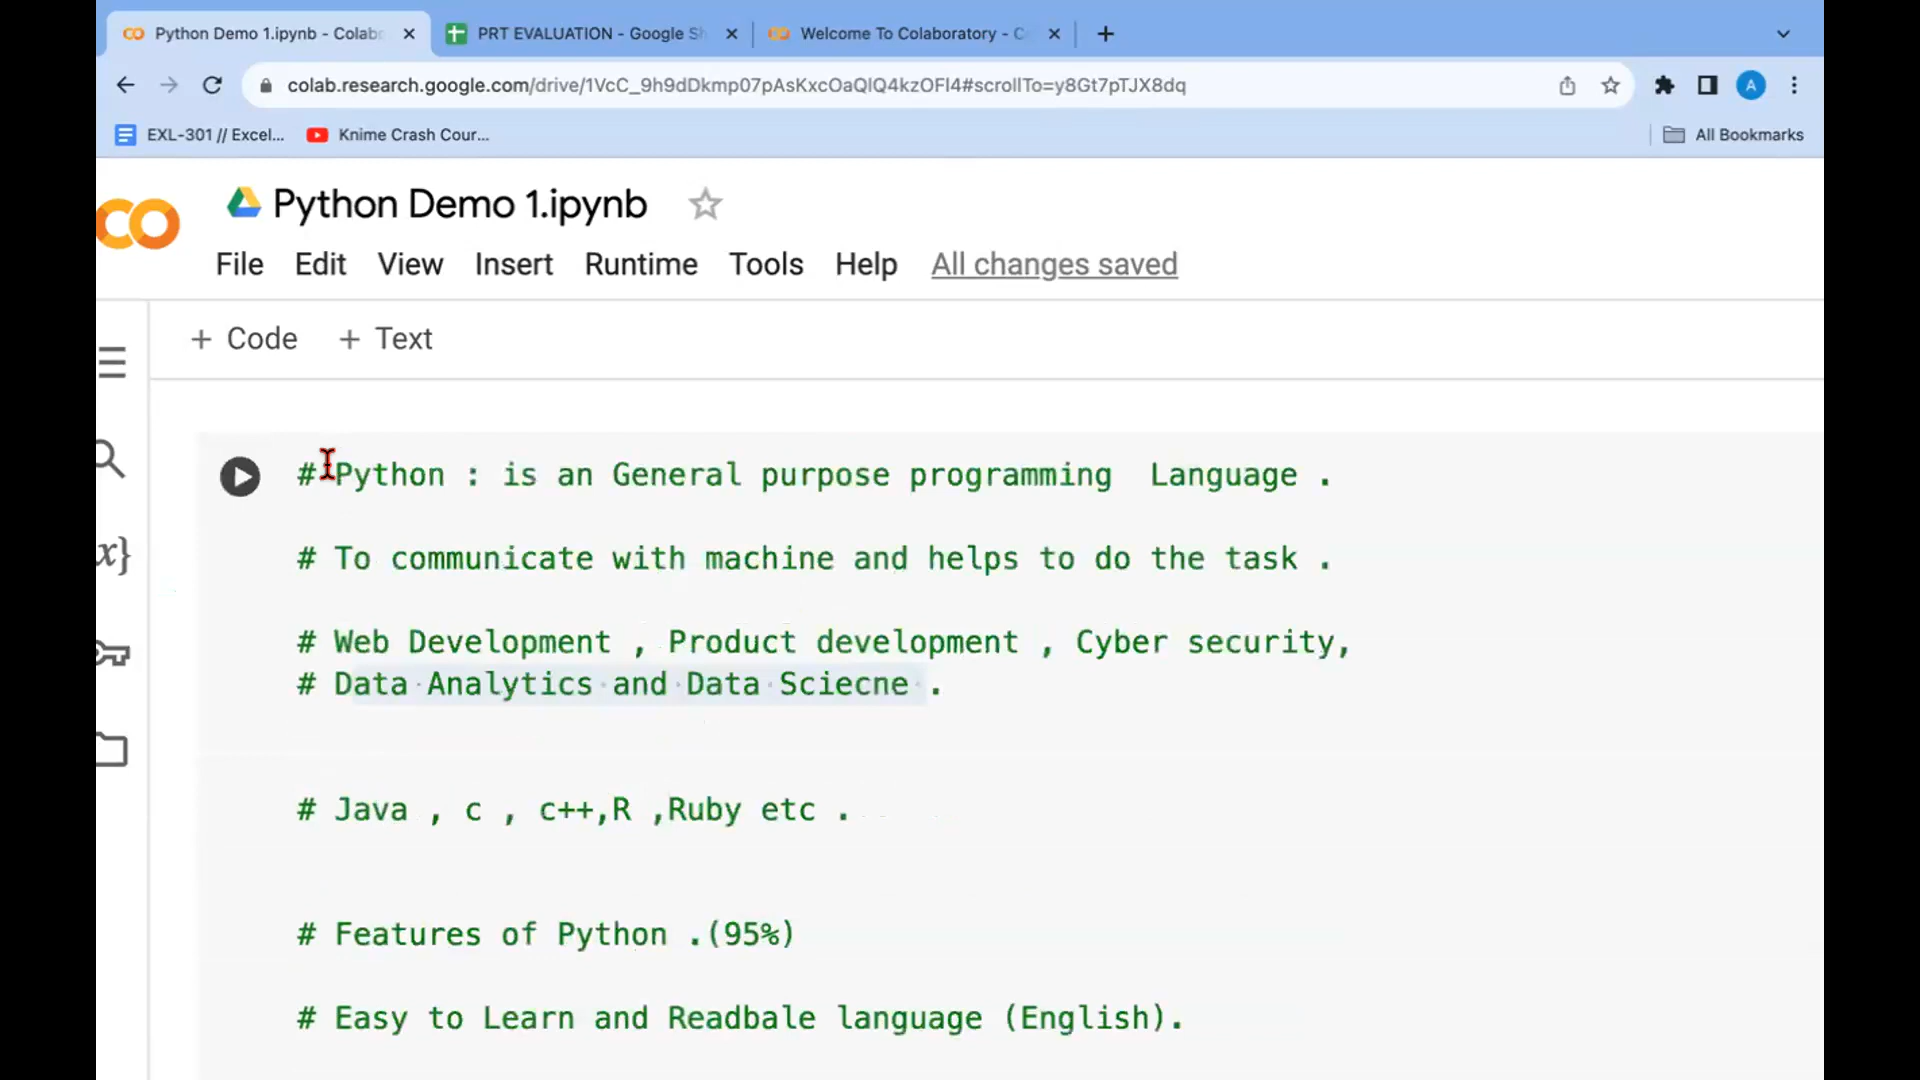 Python Demo 1.ipynb - Colab
PRT EVALUATION - Google Sh
Welcome To Colaboratory - C
colab.research.google.com/drive/1VcC_9h9dDkmp07pAsKxcOaQlQ4kzOFI4#scrollTo=y8Gt7pTJX8dq
A
EXL-301 // Excel...
Knime Crash Cour...
All Bookmarks
Python Demo 1.ipynb
File Edit View Insert Runtime Tools Help All changes saved
+ Code + Text
# Python : is an General purpose programming  Language .
# To communicate with machine and helps to do the task .
# Web Development , Product development , Cyber security,
# Data Analytics and Data Sciecne .
# Java , c , c++,R ,Ruby etc .
# Features of Python .(95%)
# Easy to Learn and Readbale language (English).